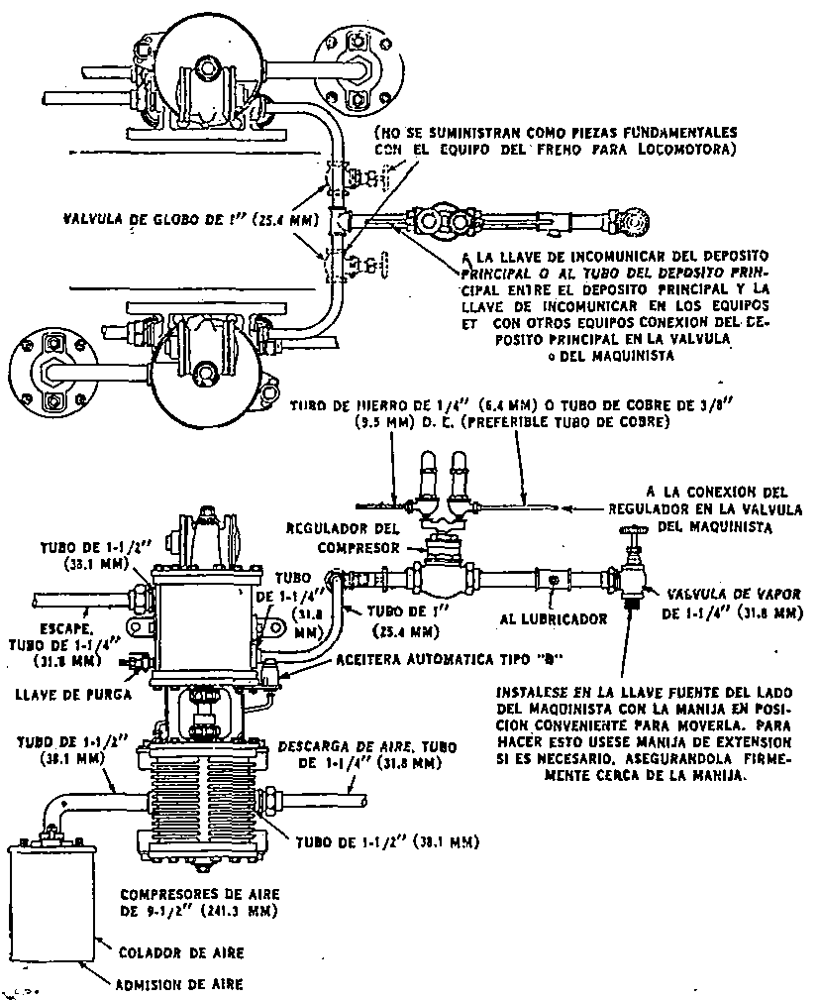 (NO SE SUMINISTRAN COMO PIEZAS FUNDAMENTALES
CON EL EQUIPO DEL FRENO PARA LOCOMOTORA)
VALVULA DE GLOBO DE 1" (25.4 MM)
A LA LLAVE DE INCOMUNICAR DEL DEPOSITO
PRINCIPAL O AL TUBO DEL DEPOSITO PRIN-
CIPAL ENTRE EL DEPOSITO PRINCIPAL Y LA
LLAVE DE INCOMUNICAR EN LOS EQUIPOS
ET CON OTROS EQUIPOS CONEXION DEL DE-
POSITO PRINCIPAL EN LA VALVULA
DEL MAQUINISTA
TUBO DE HIERRO DE 1/4" (6.4 MM) O TUBO DE COBRE DE 3/8"
(9.5 MM) D. E. (PREFERIBLE TUBO DE COBRE)
A LA CONEXION DEL
REGULADOR EN LA VALVULA
DEL MAQUINISTA
REGULADOR DEL
COMPRESOR
TUBO DE 1-1/2"
(38.1 MM)
TUBO
DE 1-1/4"
(31.8
MM)
TUBO DE 1"
(25.4 MM)
AL LUBRICADOR
VALVULA DE VAPOR
DE 1-1/4" (31.8 MM)
ESCAPE,
TUBO DE 1-1/4"
(31.8 MM)
ACEITERA AUTOMATICA TIPO
LLAVE DE PURGA
INSTALESE EN LA LLAVE FUENTE DEL LADO
DEL MAQUINISTA CON LA MANIJA EN POSI-
CION CONVENIENTE PARA MOVERLA. PARA
HACER ESTO USESE MANIJA DE EXTENSION
SI ES NECESARIO, ASEGURANDOLA FIRME-
MENTE CERCA DE LA MANIJA.
TUBO DE 1-1/2"
(38.1 MM)
DESCARGA DE AIRE, TUBO
DE 1-1/4" (31.8 MM)
TUBO DE 1-1/2" (38.1 MM)
COMPRESORES DE AIRE
DE 9-1/2" (241.3 MM)
COLADOR DE AIRE
ADMISION DE AIRE